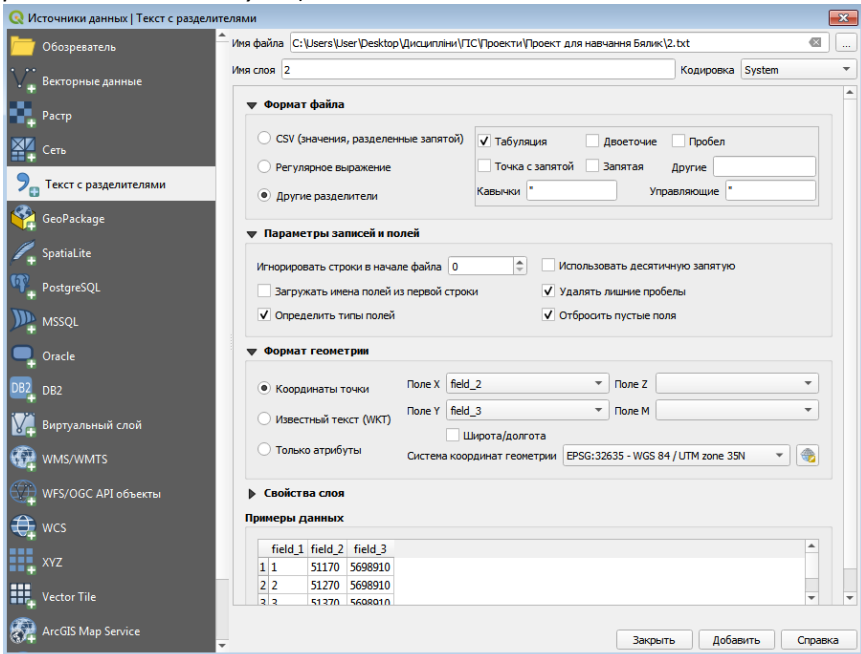 Источники данных | Текст с разделителями
Обозреватель
Векторные данные
Растр
Сеть
Текст с разделителями
GeoPackage
SpatiaLite
PostgreSQL
MSSQL
Oracle
DB2
DB2
Виртуальный слой
WMS/WMTS
WFS/OGC API объекты
WCS
XYZ
Vector Tile
ArcGIS Map Service
Имя файла C:\Users\User\Desktop\Дисципліни\ГІС\Проекти\Проект для навчання Бялик\2.txt ...
Имя слоя 2 Кодировка System
Формат файла
CSV (значения, разделенные запятой) Табуляция Двоеточие Пробел
Регулярное выражение Точка с запятой Запятая Другие
Другие разделители Кавычки " Управляющие "
Параметры записей и полей
Игнорировать строки в начале файла 0 Использовать десятичную запятую
Загружать имена полей из первой строки Удалять лишние пробелы
Определить типы полей Отбросить пустые поля
Формат геометрии
Координаты точки Поле X field_2 Поле Z
Известный текст (WKT) Поле Y field_3 Поле M
Широта/долгота
Только атрибуты Система координат геометрии EPSG:32635 - WGS 84 / UTM zone 35N
Свойства слоя
Примеры данных
field_1 field_2 field_3
1 1 51170 5698910
2 2 51270 5698910
3 3 51370 5698910
Закрыть Добавить Справка